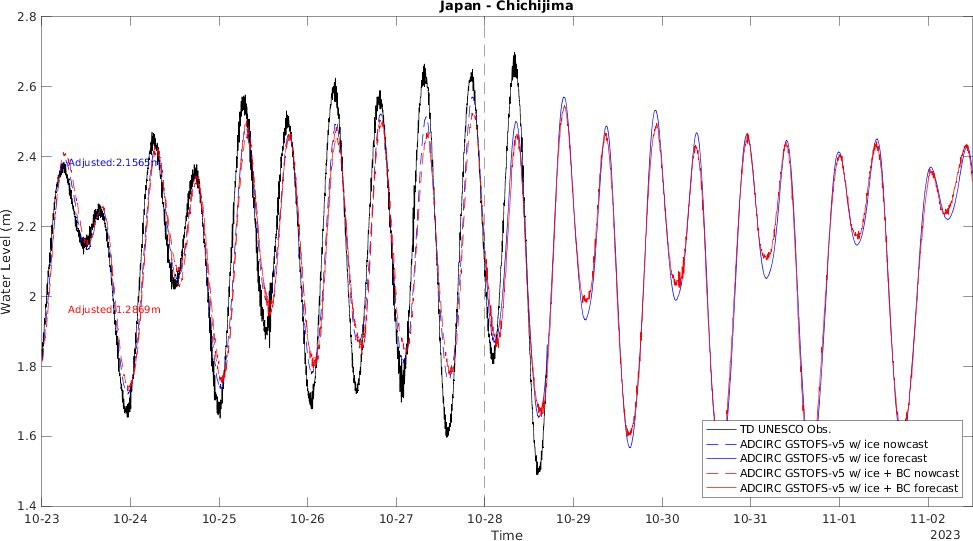 Japan - Chichijima
2.8
2.6
2.4
2.2
2
1.8
1.6
1.4
Water Level (m)
Adjusted:2.1565m
Adjusted:1.2869m
TD UNESCO Obs.
ADCIRC GSTOFS-v5 w/ ice nowcast
ADCIRC GSTOFS-v5 w/ ice forecast
ADCIRC GSTOFS-v5 w/ ice + BC nowcast
ADCIRC GSTOFS-v5 w/ ice + BC forecast
10-23 10-24 10-25 10-26 10-27 10-28 10-29 10-30 10-31 11-01 11-02
Time
2023